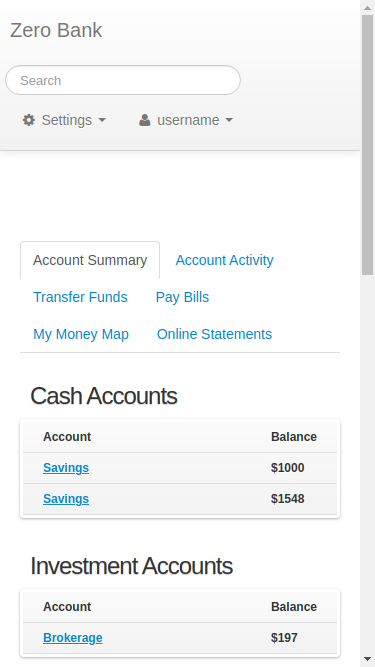 Zero Bank
Search
Settings username
Account Summary Account Activity
Transfer Funds Pay Bills
My Money Map Online Statements
Cash Accounts
Account Balance
Savings $1000
Savings $1548
Investment Accounts
Account Balance
Brokerage $197